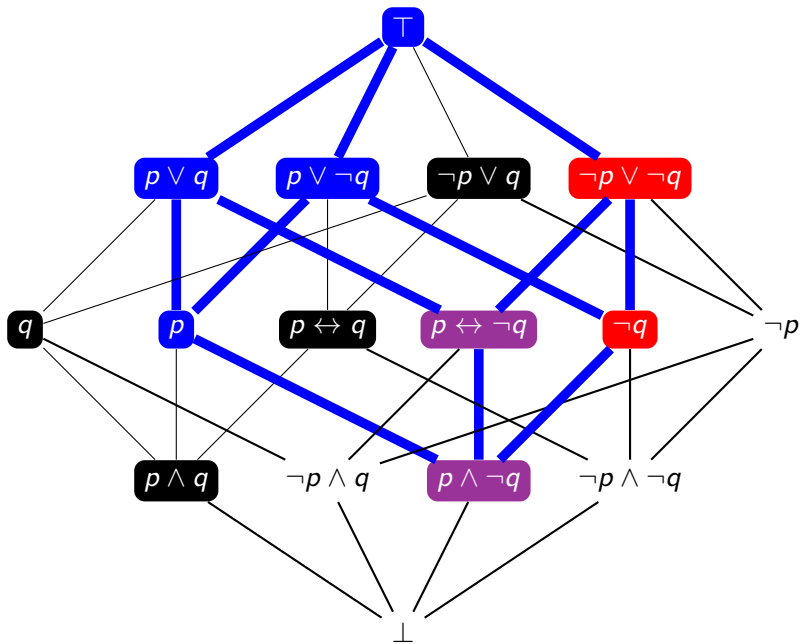 ⊤
p ∨ q p ∨ ¬q ¬p ∨ q ¬p ∨ ¬q
q p p ↔ q p ↔ ¬q ¬q ¬p
p ∧ q ¬p ∧ q p ∧ ¬q ¬p ∧ ¬q
⊥